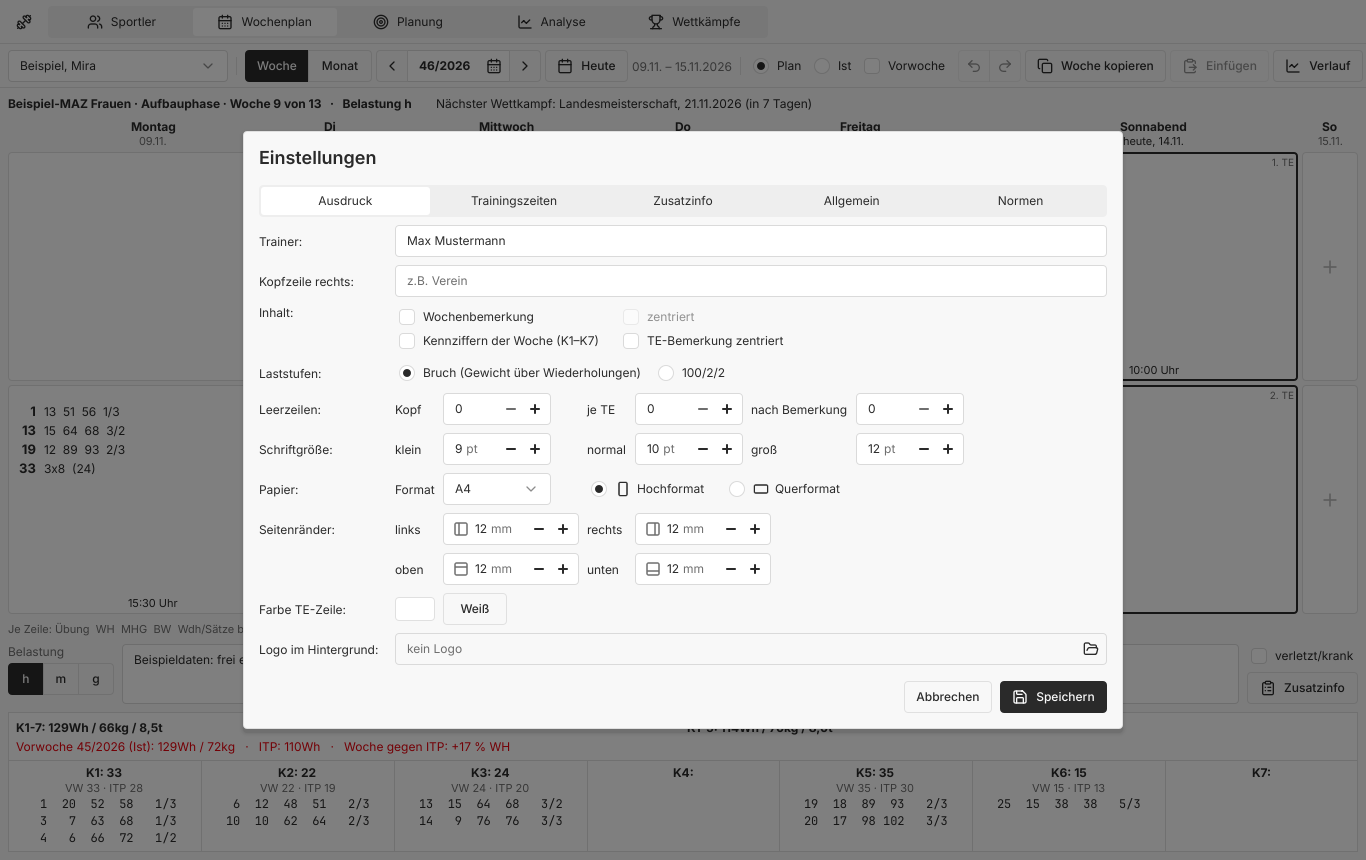 Sportler Wochenplan Planung Analyse Wettkämpfe
Beispiel, Mira Woche Monat 46/2026 Heute 09.11. – 15.11.2026 Plan Ist Vorwoche Woche kopieren Einfügen Verlauf
Beispiel-MAZ Frauen · Aufbauphase · Woche 9 von 13 · Belastung h Nächster Wettkampf: Landesmeisterschaft, 21.11.2026 (in 7 Tagen)
Montag Di Mittwoch Do Freitag Sonnabend So
09.11. heute, 14.11. 15.11.
1. TE
10:00 Uhr
2. TE
1 13 51 56 1/3
13 15 64 68 3/2
19 12 89 93 2/3
33 3x8 (24)
15:30 Uhr
Je Zeile: Übung WH MHG BW Wdh/Sätze
Belastung
h m g
Beispieldaten: frei
verletzt/krank
Zusatzinfo
Einstellungen
Ausdruck Trainingszeiten Zusatzinfo Allgemein Normen
Trainer: Max Mustermann
Kopfzeile rechts: z.B. Verein
Inhalt: Wochenbemerkung zentriert
Kennziffern der Woche (K1–K7) TE-Bemerkung zentriert
Laststufen: Bruch (Gewicht über Wiederholungen) 100/2/2
Leerzeilen: Kopf 0 je TE 0 nach Bemerkung 0
Schriftgröße: klein 9 pt normal 10 pt groß 12 pt
Papier: Format A4 Hochformat Querformat
Seitenränder: links 12 mm rechts 12 mm
oben 12 mm unten 12 mm
Farbe TE-Zeile: Weiß
Logo im Hintergrund: kein Logo
Abbrechen Speichern
K1-7: 129Wh / 66kg / 8,5t
Vorwoche 45/2026 (Ist): 129Wh / 72kg · ITP: 110Wh · Woche gegen ITP: +17 % WH
K1: 33 K2: 22 K3: 24 K4: K5: 35 K6: 15 K7:
VW 33 · ITP 28 VW 22 · ITP 19 VW 24 · ITP 20 VW 35 · ITP 30 VW 15 · ITP 13
1 20 52 58 1/3 6 12 48 51 2/3 13 15 64 68 3/2 19 18 89 93 2/3 25 15 38 38 5/3
3 7 63 68 1/3 10 10 62 64 2/3 14 9 76 76 3/3 20 17 98 102 3/3
4 6 66 72 1/2